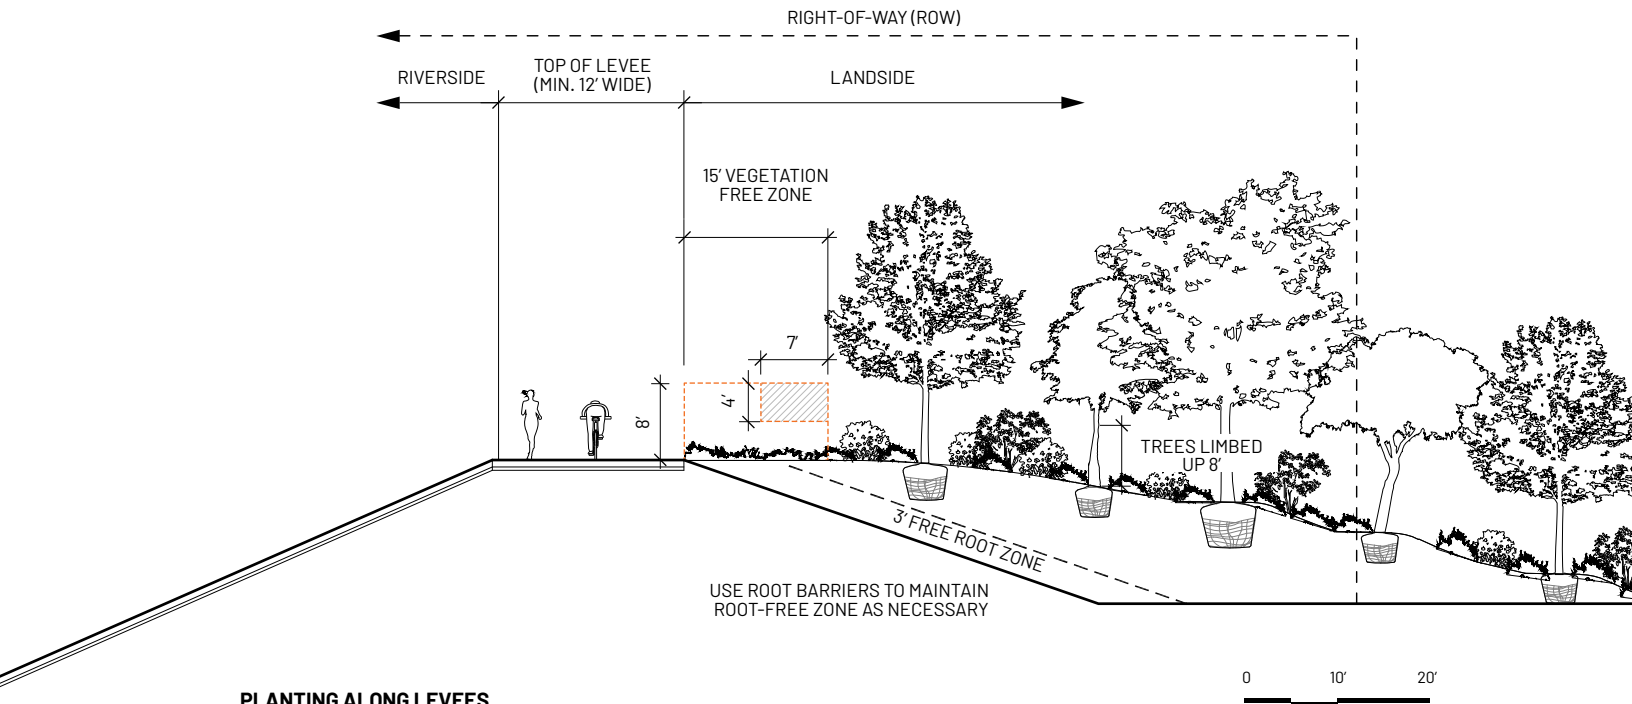 RIGHT-OF-WAY (ROW)
RIVERSIDE
TOP OF LEVEE
(MIN. 12' WIDE)
LANDSIDE
15' VEGETATION
FREE ZONE
7'
4'
8'
TREES LIMBED
UP 8'
3' FREE ROOT ZONE
USE ROOT BARRIERS TO MAINTAIN
ROOT-FREE ZONE AS NECESSARY
0 10' 20'
PLANTING ALONG LEVEES